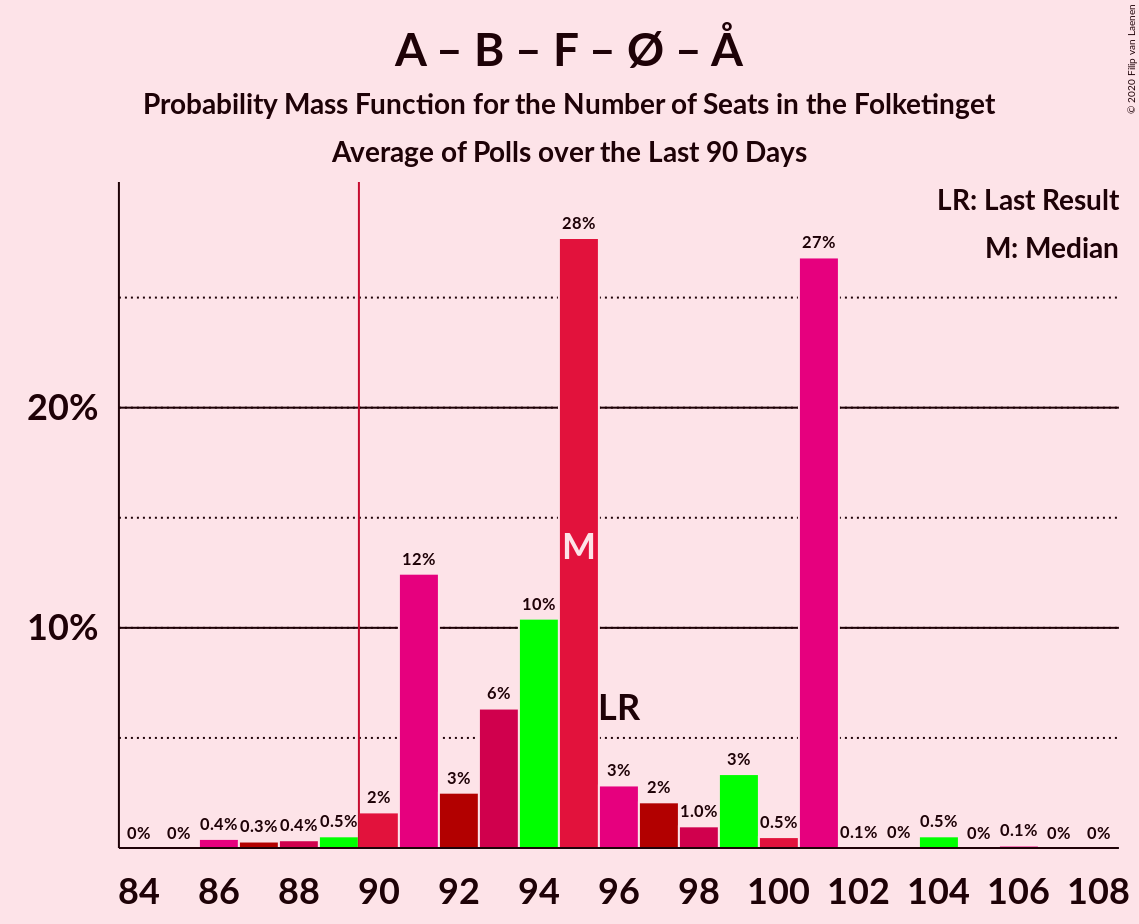 A – B – F – Ø – Å
Probability Mass Function for the Number of Seats in the Folketinget
Average of Polls over the Last 90 Days
© 2020 Filip van Laenen
LR: Last Result
M: Median
20%
10%
0% 0% 0.4% 0.3% 0.4% 0.5% 2% 12% 3% 6% 10% 28% 3% 2% 1.0% 3% 0.5% 27% 0.1% 0% 0.5% 0% 0.1% 0% 0%
M
LR
84 86 88 90 92 94 96 98 100 102 104 106 108